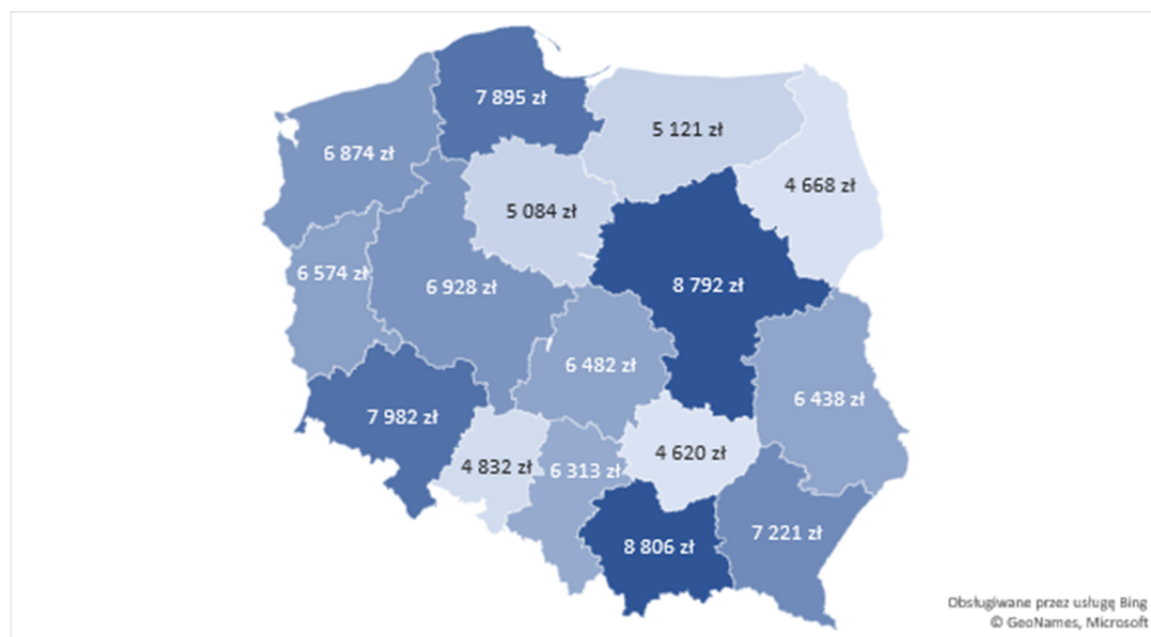 7 895 zł
5 121 zł
6 874 zł
4 668 zł
5 084 zł
6 574 zł
6 928 zł
8 792 zł
6 482 zł
6 438 zł
7 982 zł
4 832 zł
6 313 zł
4 620 zł
8 806 zł
7 221 zł
Obsługiwane przez usługę Bing
© GeoNames, Microsoft